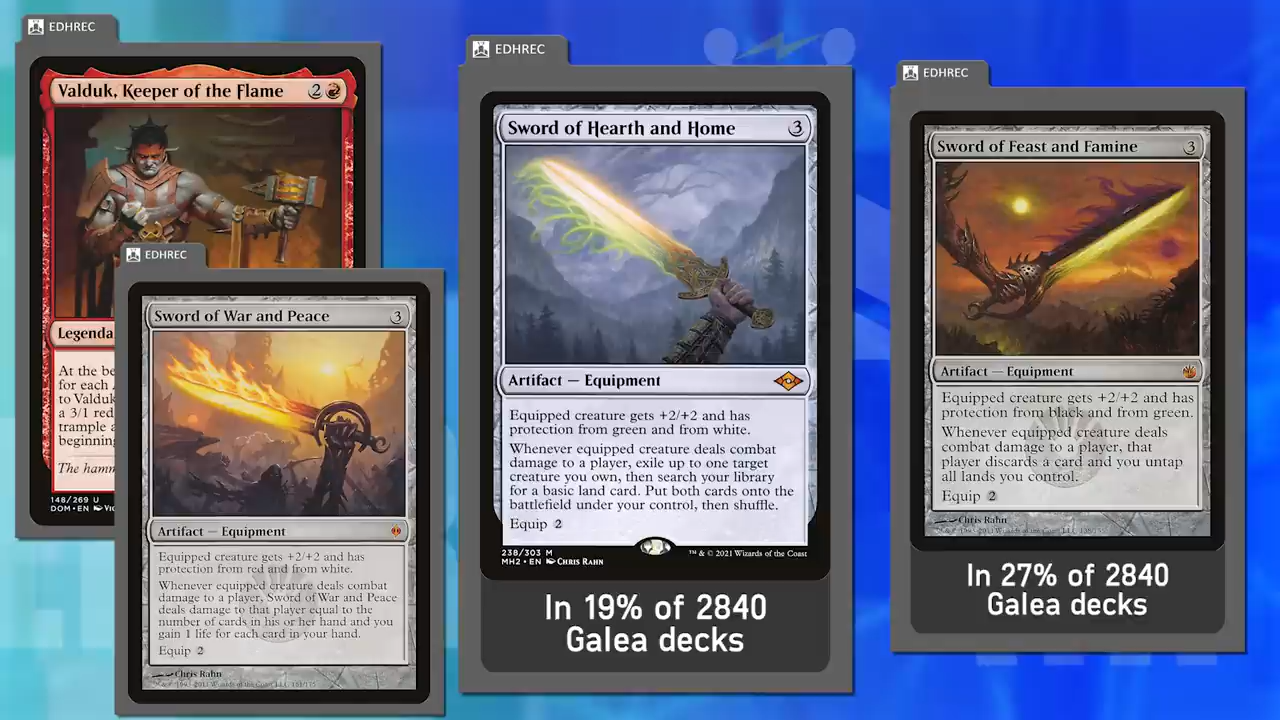 EDHREC
Valduk, Keeper of the Flame 2
Legenda
At the be
for each
to Valduk
a 3/1 red
trample a
beginning
The hamm
148/269 U
DOM • EN
EDHREC
Sword of War and Peace 3
Artifact — Equipment
Equipped creature gets +2/+2 and has
protection from red and from white.
Whenever equipped creature deals combat
damage to a player, Sword of War and Peace
deals damage to that player equal to the
number of cards in his or her hand and you
gain 1 life for each card in your hand.
Equip 2
Chris Rahn
EDHREC
Sword of Hearth and Home 3
Artifact — Equipment
Equipped creature gets +2/+2 and has
protection from green and from white.
Whenever equipped creature deals combat
damage to a player, exile up to one target
creature you own, then search your library
for a basic land card. Put both cards onto the
battlefield under your control, then shuffle.
Equip 2
238/303 M
MH2 • EN Chris Rahn
™ & © 2021 Wizards of the Coast
In 19% of 2840
Galea decks
EDHREC
Sword of Feast and Famine 3
Artifact — Equipment
Equipped creature gets +2/+2 and has
protection from black and from green.
Whenever equipped creature deals
combat damage to a player, that
player discards a card and you untap
all lands you control.
Equip 2
Chris Rahn
In 27% of 2840
Galea decks